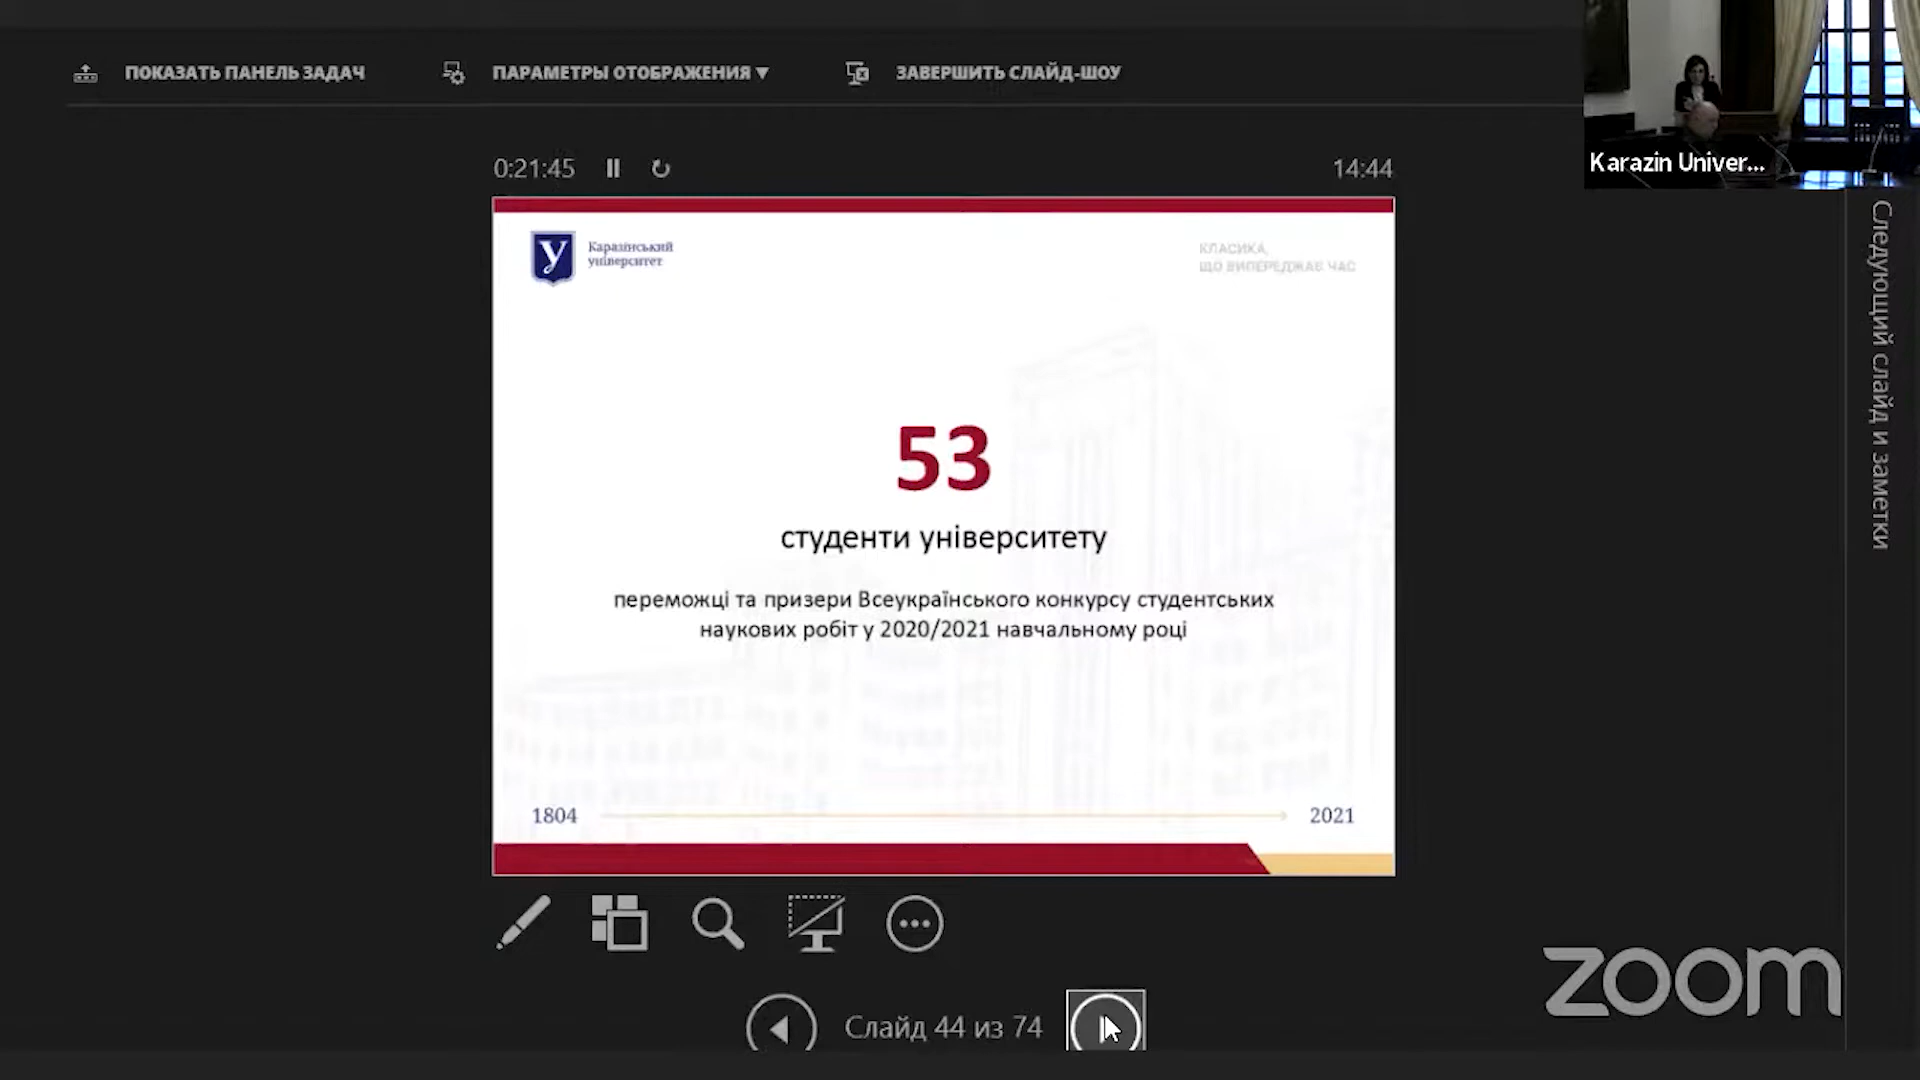 ПОКАЗАТЬ ПАНЕЛЬ ЗАДАЧ
ПАРАМЕТРЫ ОТОБРАЖЕНИЯ ▼
ЗАВЕРШИТЬ СЛАЙД-ШОУ
Karazin Univer...
0:21:45
14:44
Каразінський
університет
КЛАСИКА,
ЩО ВИПЕРЕДЖАЄ ЧАС
53
студенти університету
переможці та призери Всеукраїнського конкурсу студентських
наукових робіт у 2020/2021 навчальному році
1804
2021
Следующий слайд и заметки
Слайд 44 из 74
zoom